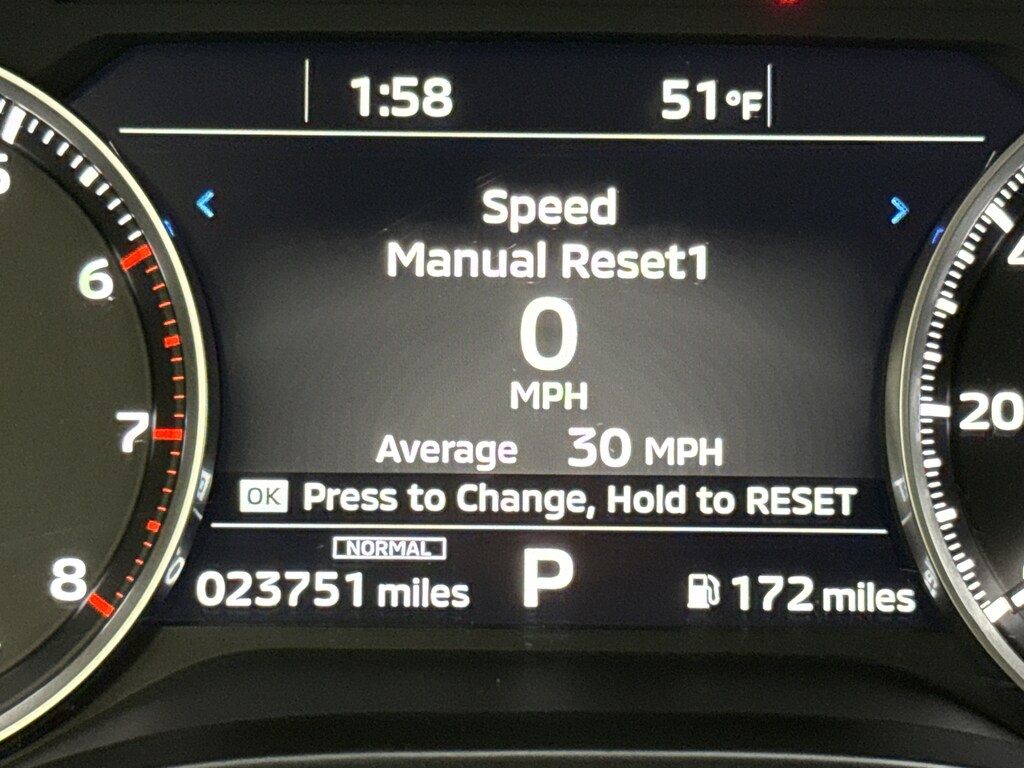 1:58 51°F
Speed
Manual Reset1
0
MPH
Average 30 MPH
OK Press to Change, Hold to RESET
NORMAL
023751 miles P 172 miles
6
7
8
20